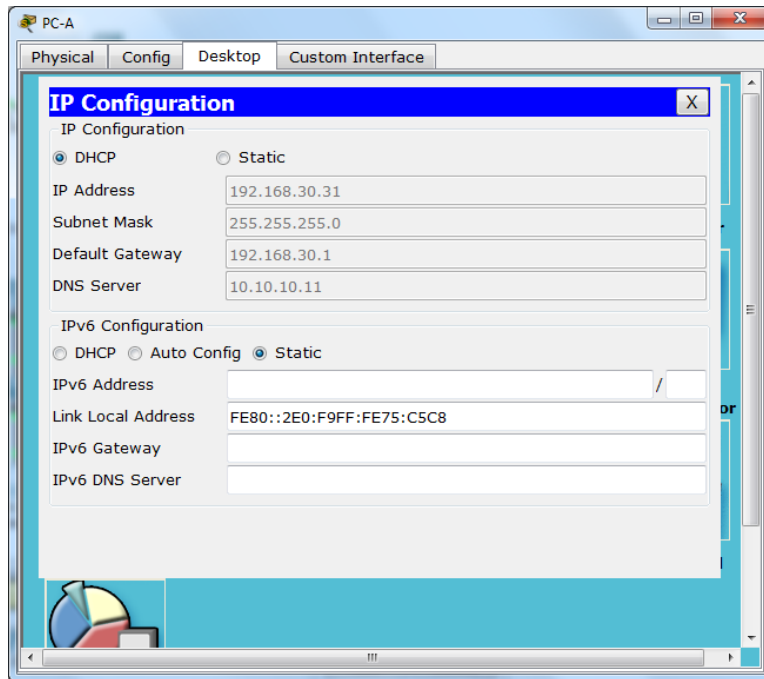 PC-A
Physical Config Desktop Custom Interface
IP Configuration X
IP Configuration
DHCP Static
IP Address 192.168.30.31
Subnet Mask 255.255.255.0
Default Gateway 192.168.30.1
DNS Server 10.10.10.11
IPv6 Configuration
DHCP Auto Config Static
IPv6 Address /
Link Local Address FE80::2E0:F9FF:FE75:C5C8
IPv6 Gateway
IPv6 DNS Server
or